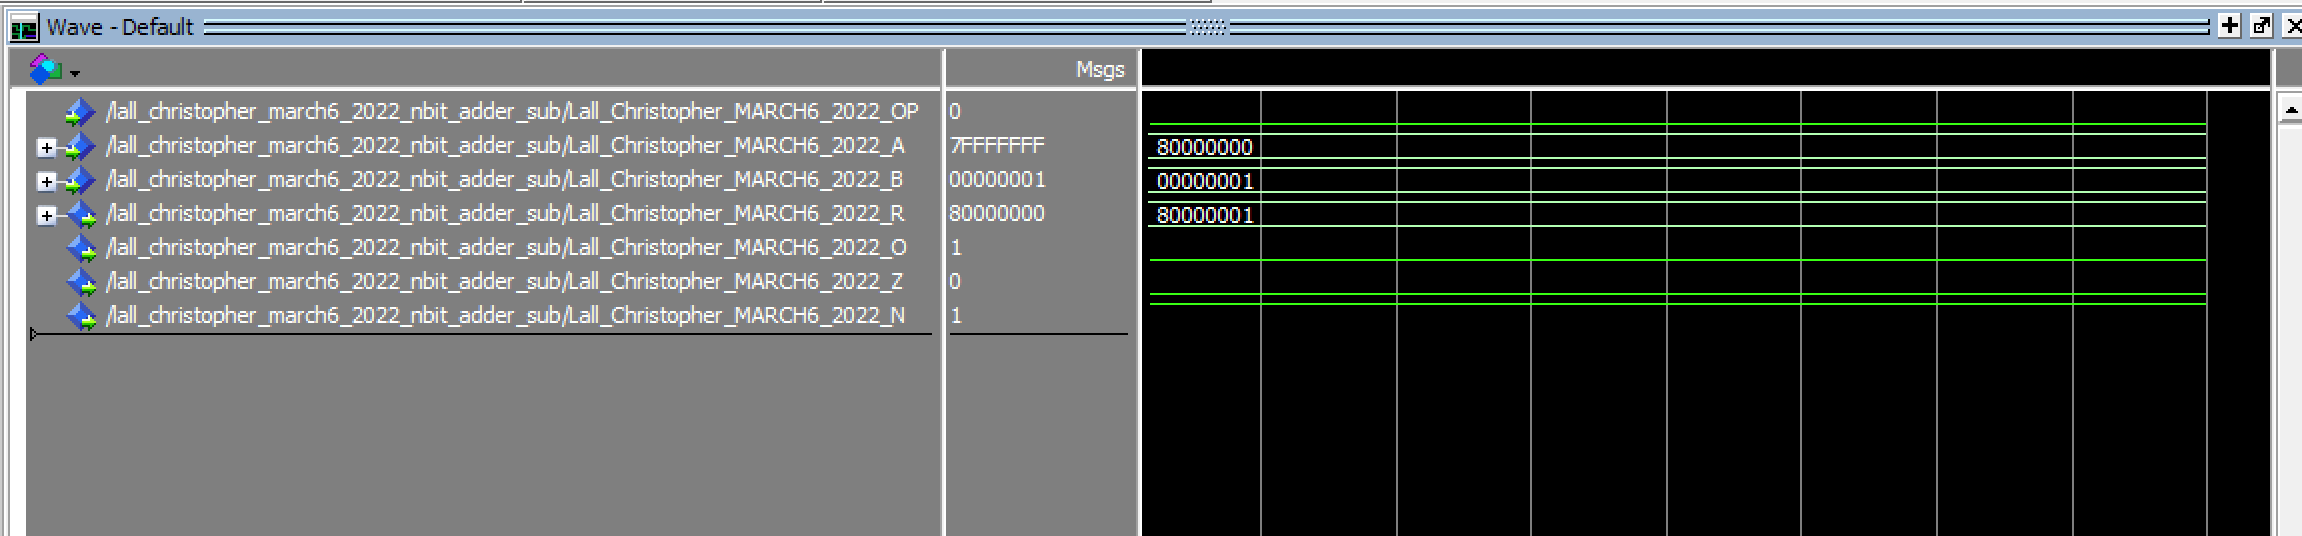 Wave - Default
Msgs
/lall_christopher_march6_2022_nbit_adder_sub/Lall_Christopher_MARCH6_2022_OP 0
/lall_christopher_march6_2022_nbit_adder_sub/Lall_Christopher_MARCH6_2022_A 7FFFFFFF 80000000
/lall_christopher_march6_2022_nbit_adder_sub/Lall_Christopher_MARCH6_2022_B 00000001 00000001
/lall_christopher_march6_2022_nbit_adder_sub/Lall_Christopher_MARCH6_2022_R 80000000 80000001
/lall_christopher_march6_2022_nbit_adder_sub/Lall_Christopher_MARCH6_2022_O 1
/lall_christopher_march6_2022_nbit_adder_sub/Lall_Christopher_MARCH6_2022_Z 0
/lall_christopher_march6_2022_nbit_adder_sub/Lall_Christopher_MARCH6_2022_N 1